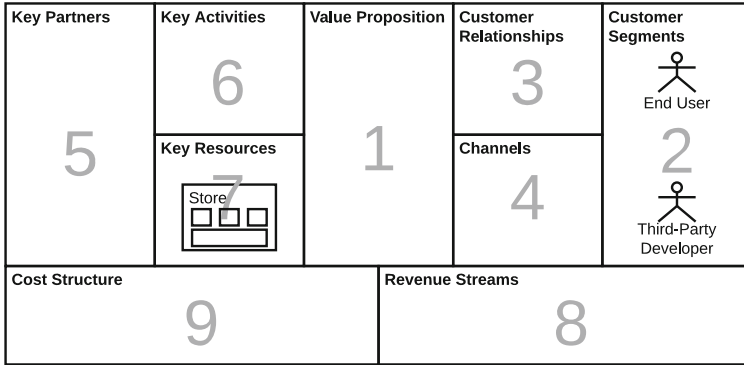 Key Partners
5
Key Activities
6
Key Resources
7
Store
Value Proposition
1
Customer
Relationships
3
Channels
4
Customer
Segments
End User
2
Third-Party
Developer
Cost Structure
9
Revenue Streams
8